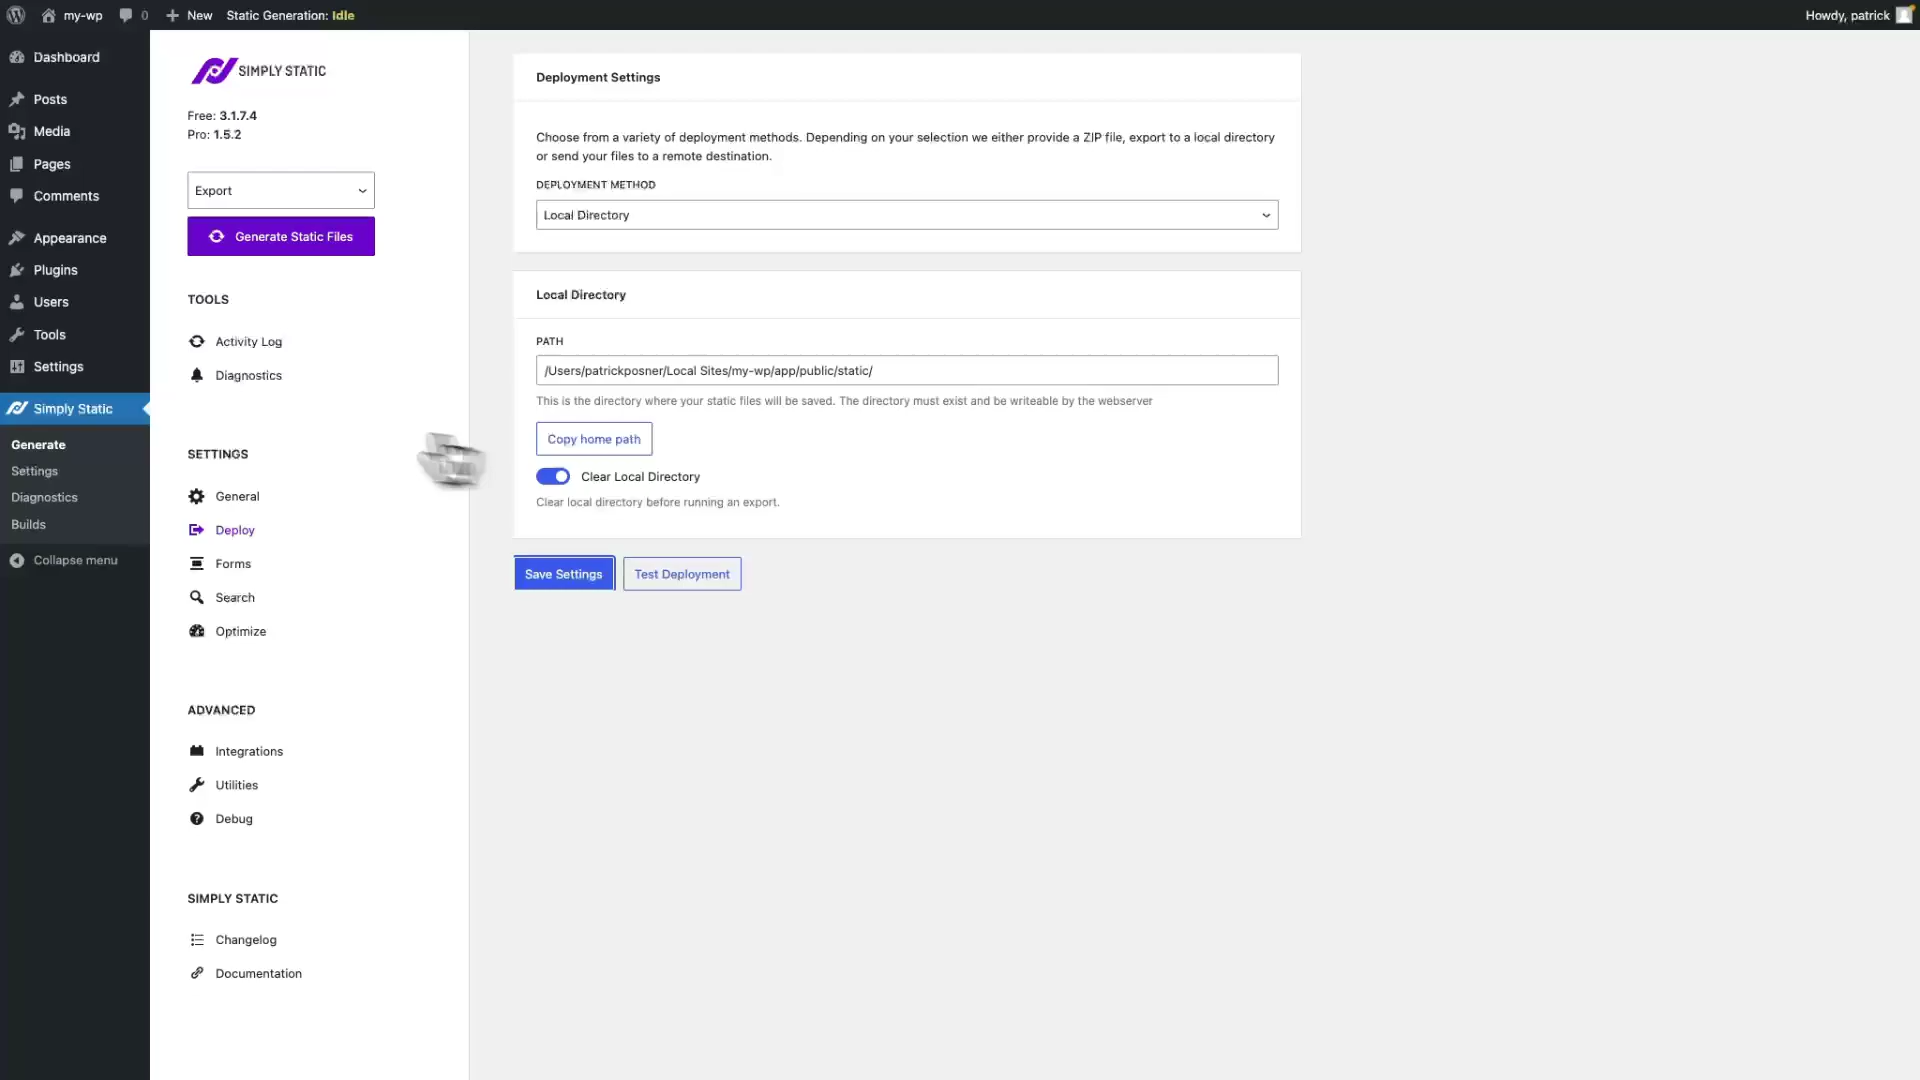 my-wp 0 New Static Generation: Idle Howdy, patrick
Dashboard
Posts
Media
Pages
Comments
Appearance
Plugins
Users
Tools
Settings
Simply Static
Generate
Settings
Diagnostics
Builds
Collapse menu
SIMPLY STATIC
Free: 3.1.7.4
Pro: 1.5.2
Export
Generate Static Files
TOOLS
Activity Log
Diagnostics
SETTINGS
General
Deploy
Forms
Search
Optimize
ADVANCED
Integrations
Utilities
Debug
SIMPLY STATIC
Changelog
Documentation
Deployment Settings
Choose from a variety of deployment methods. Depending on your selection we either provide a ZIP file, export to a local directory
or send your files to a remote destination.
DEPLOYMENT METHOD
Local Directory
Local Directory
PATH
/Users/patrickposner/Local Sites/my-wp/app/public/static/
This is the directory where your static files will be saved. The directory must exist and be writeable by the webserver
Copy home path
Clear Local Directory
Clear local directory before running an export.
Save Settings Test Deployment